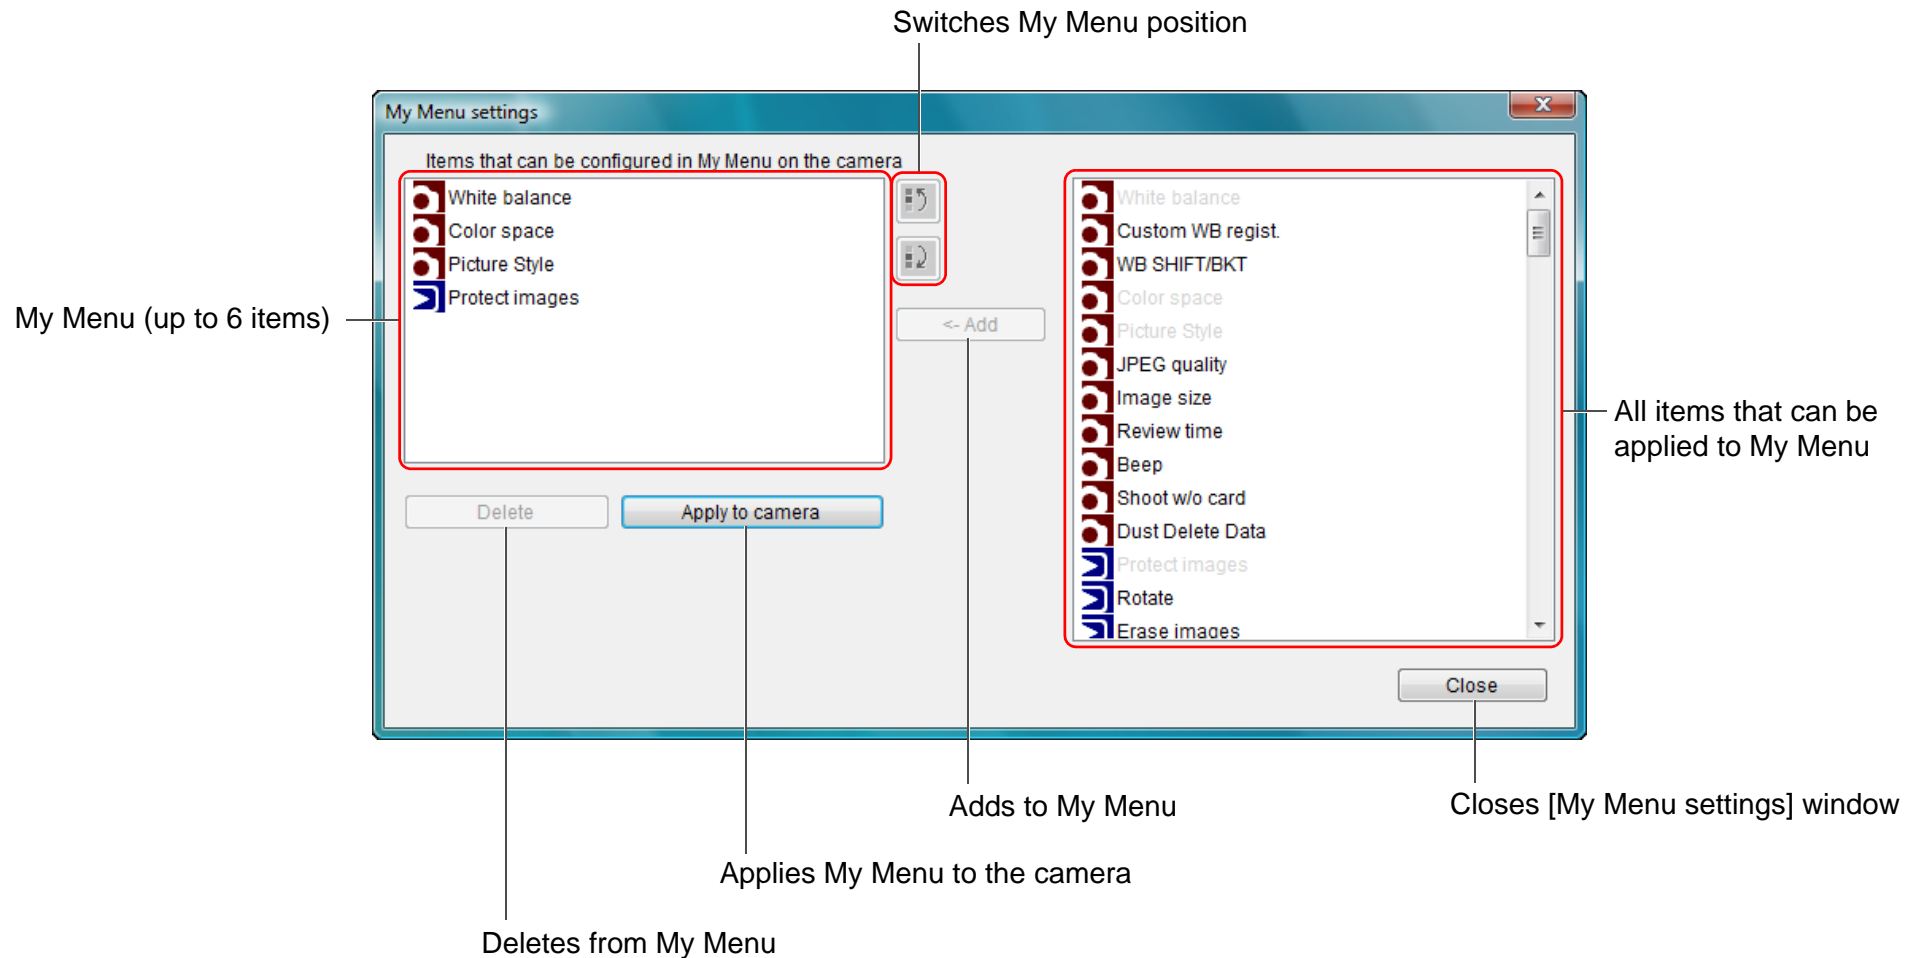 Switches My Menu position
My Menu settings
Items that can be configured in My Menu on the camera
White balance
Color space
Picture Style
Protect images
My Menu (up to 6 items)
<- Add
White balance
Custom WB regist.
WB SHIFT/BKT
Color space
Picture Style
JPEG quality
Image size
Review time
Beep
Shoot w/o card
Dust Delete Data
Protect images
Rotate
Erase images
All items that can be
applied to My Menu
Delete
Apply to camera
Close
Adds to My Menu
Closes [My Menu settings] window
Applies My Menu to the camera
Deletes from My Menu